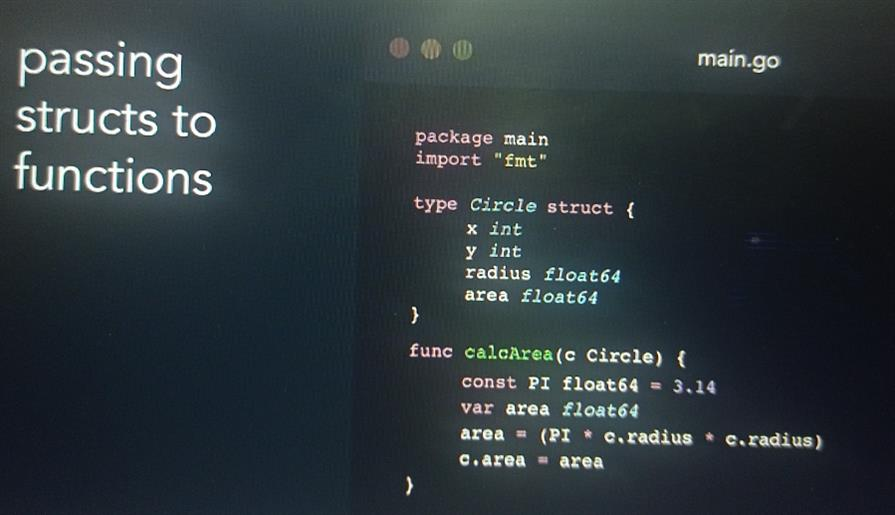 passing
structs to
functions
main.go
package main
import "fmt"
type Circle struct {
x int
y int
radius float64
area float64
}
func calcArea(c Circle) {
const PI float64 = 3.14
var area float64
area = (PI * c.radius * c.radius)
c.area = area
}